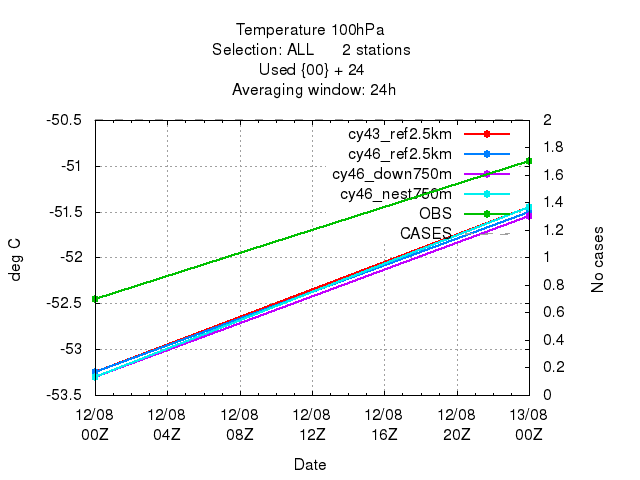 Temperature 100hPa
Selection: ALL 2 stations
Used {00} + 24
Averaging window: 24h
-50.5
-51
-51.5
-52
-52.5
-53
-53.5
deg C
2
1.8
1.6
1.4
1.2
1
0.8
0.6
0.4
0.2
0
No cases
cy43_ref2.5km
cy46_ref2.5km
cy46_down750m
cy46_nest750m
OBS
CASES
12/08 12/08 12/08 12/08 12/08 12/08 13/08
00Z 04Z 08Z 12Z 16Z 20Z 00Z
Date